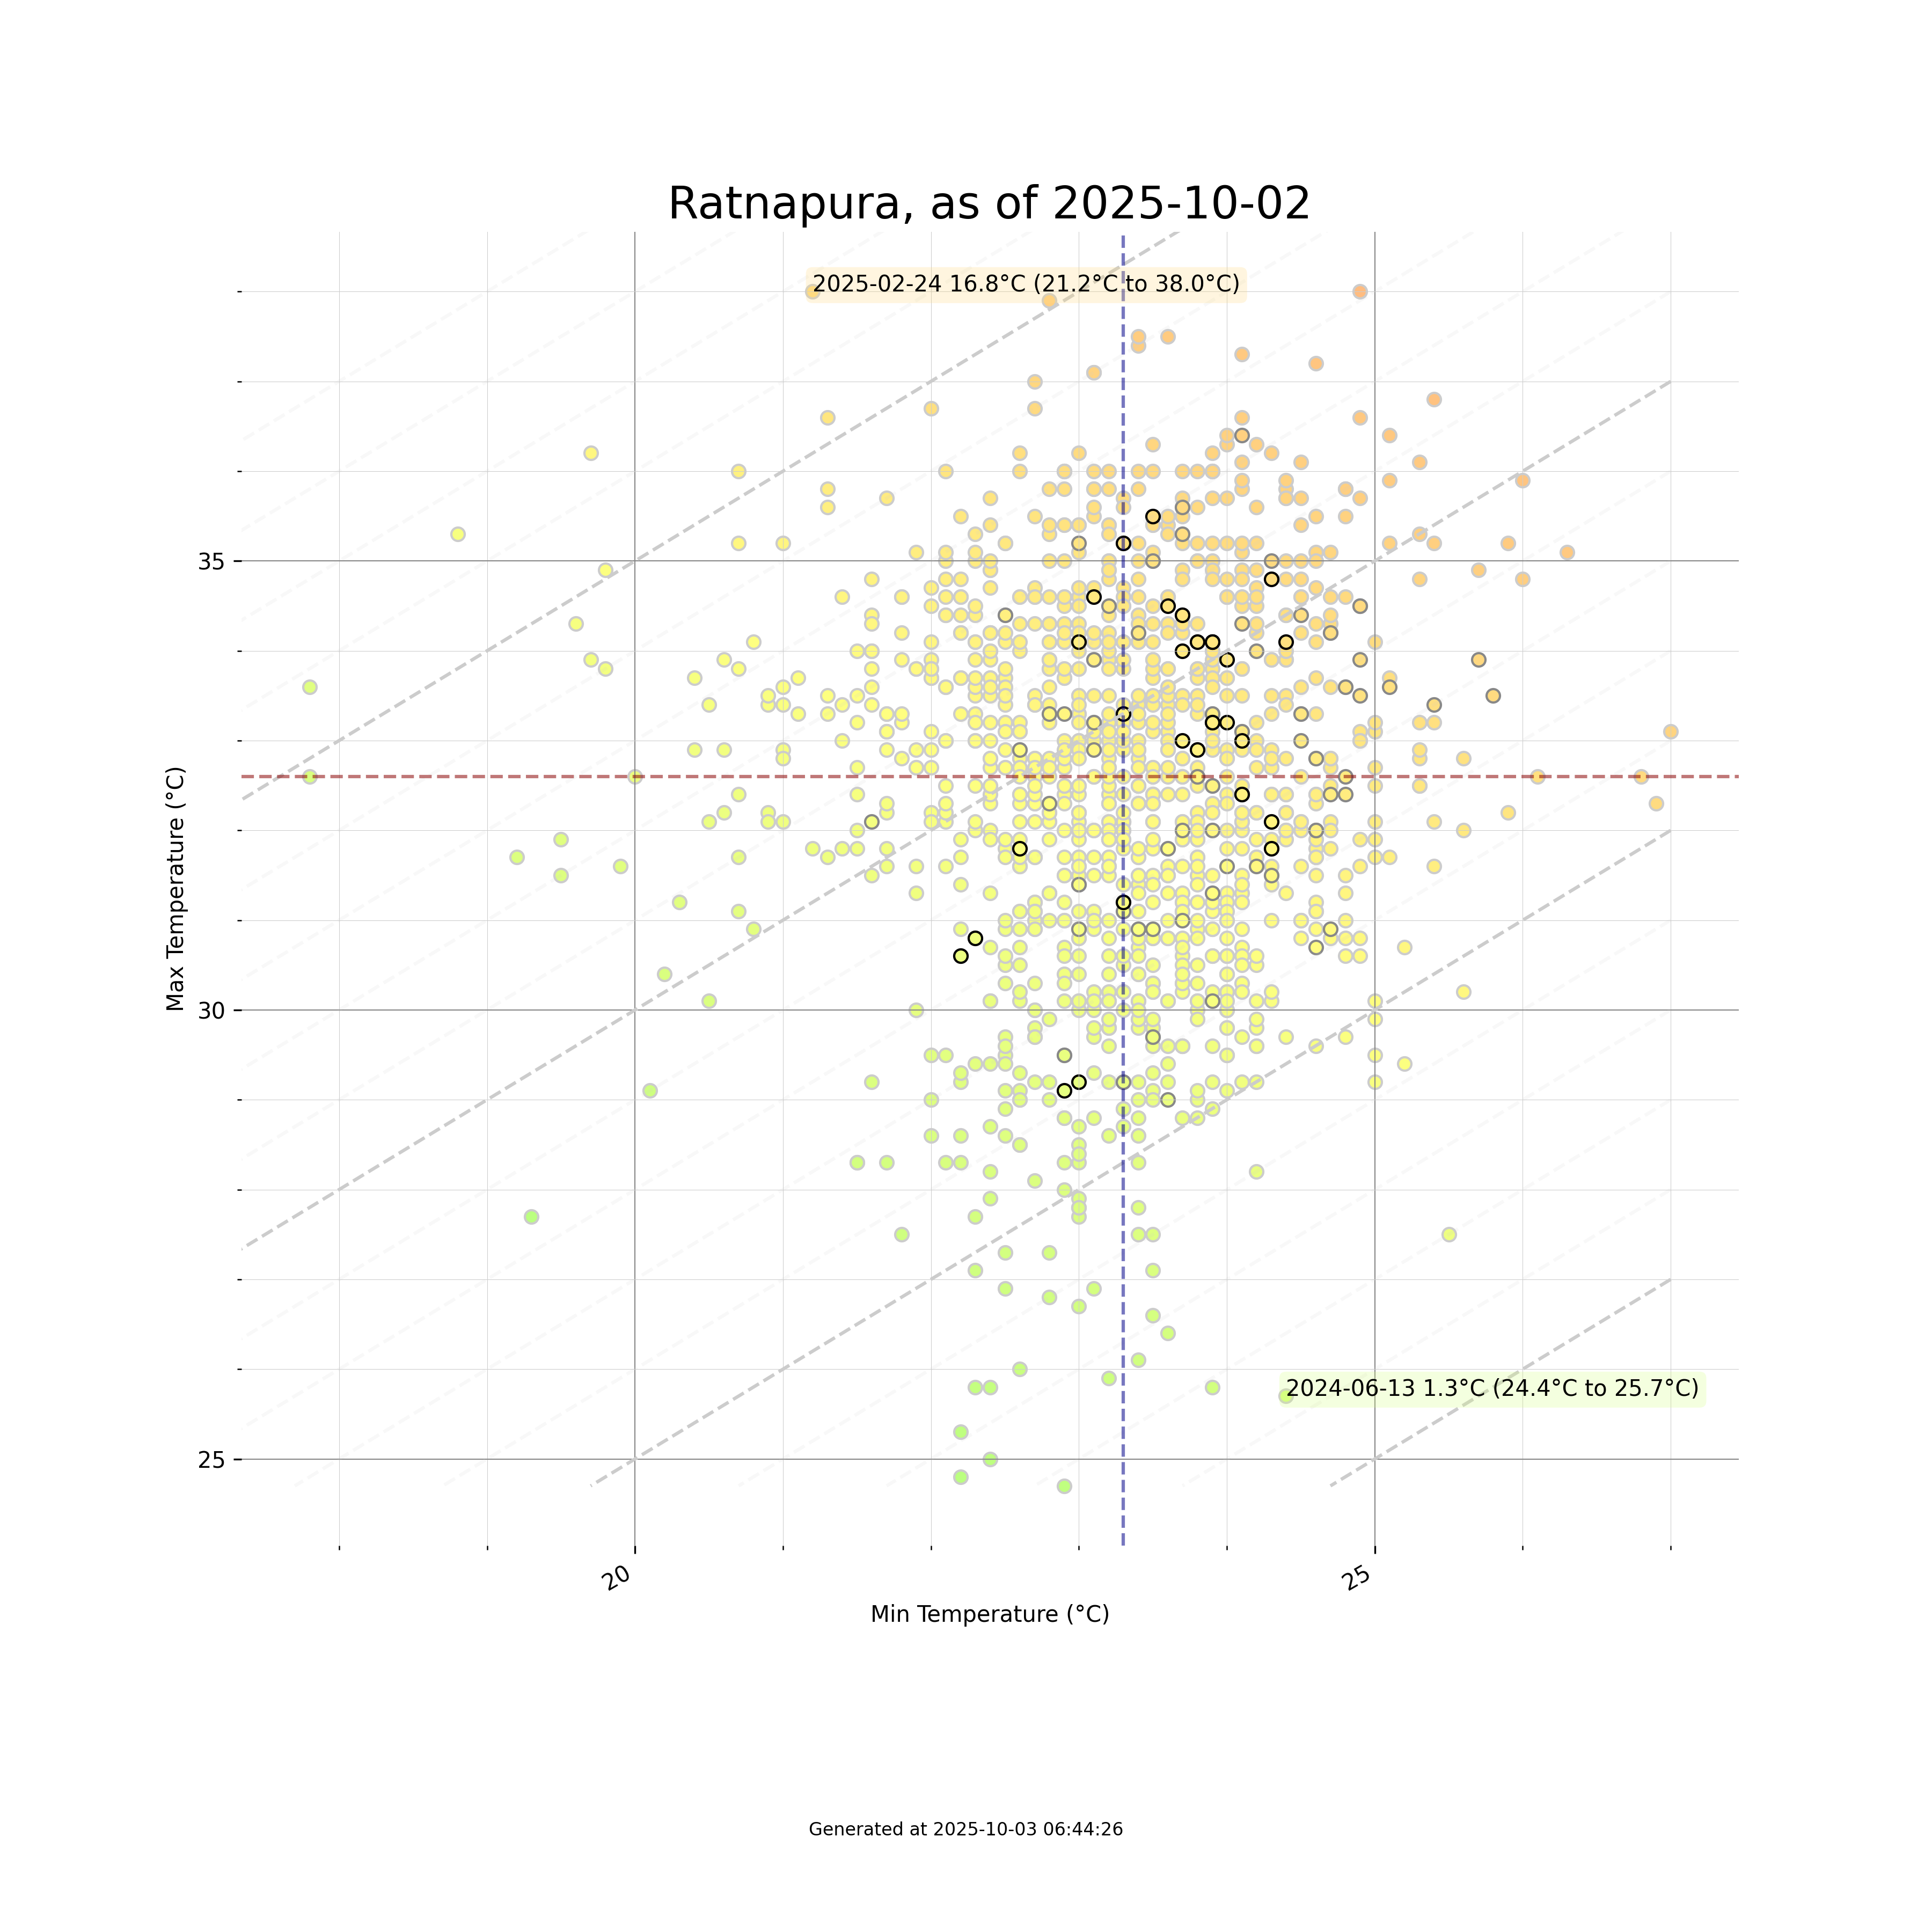 Ratnapura, as of 2025-10-02
2025-02-24 16.8°C (21.2°C to 38.0°C)
35
30
25
Max Temperature (°C)
2024-06-13 1.3°C (24.4°C to 25.7°C)
20
25
Min Temperature (°C)
Generated at 2025-10-03 06:44:26